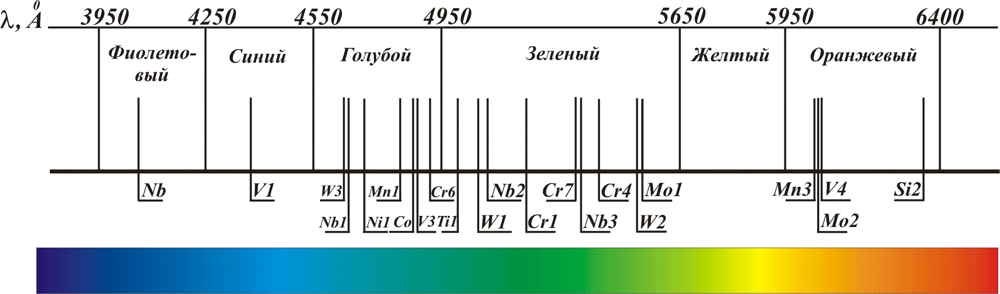 λ, Å 3950 4250 4550 4950 5650 5950 6400
Фиолето-
вый
Синий
Голубой
Зеленый
Желтый
Оранжевый
Nb V1 W3 Mn1 Cr6 Nb2 Cr7 Cr4 Mo1 Mn3 V4 Si2
Nb1 Ni1 Co V3 Ti1 W1 Cr1 Nb3 W2 Mo2